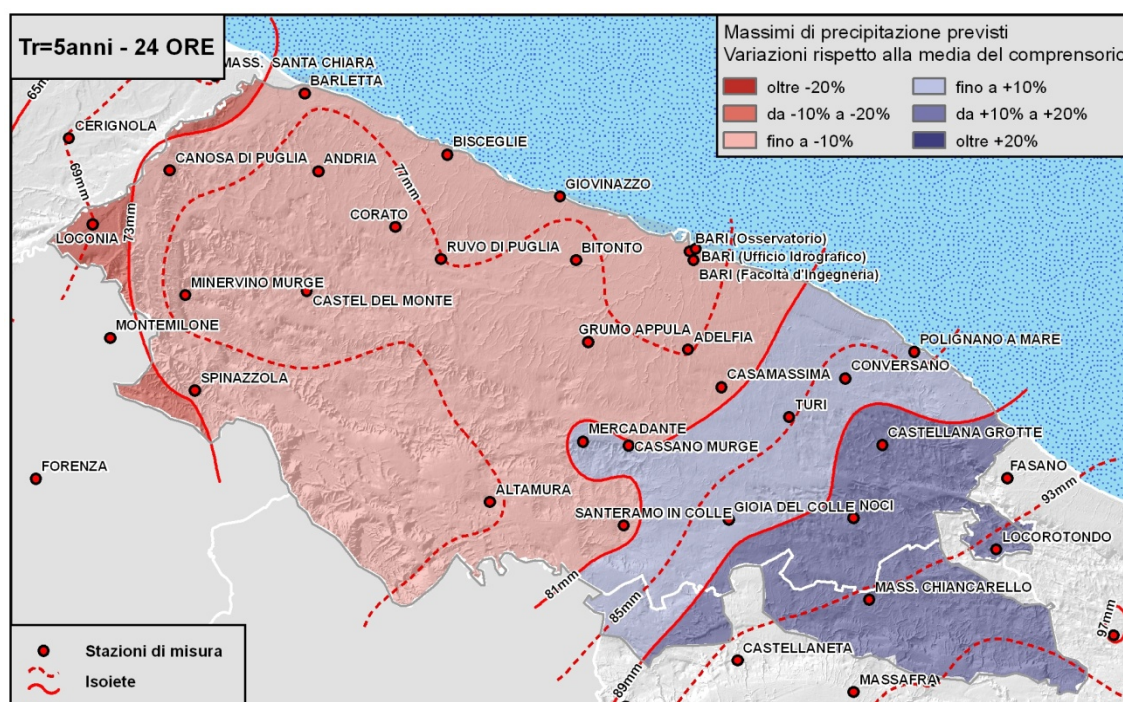 Tr=5anni - 24 ORE
Massimi di precipitazione previsti
Variazioni rispetto alla media del comprensorio
oltre -20%
fino a +10%
da -10% a -20%
da +10% a +20%
fino a -10%
oltre +20%
65mm
MASS. SANTA CHIARA
BARLETTA
CERIGNOLA
BISCEGLIE
CANOSA DI PUGLIA
ANDRIA
69mm
77mm
GIOVINAZZO
73mm
CORATO
LOCONIA
RUVO DI PUGLIA
BITONTO
BARI (Osservatorio)
BARI (Ufficio Idrografico)
BARI (Facoltà d'Ingegneria)
MINERVINO MURGE
CASTEL DEL MONTE
MONTEMILONE
GRUMO APPULA
ADELFIA
POLIGNANO A MARE
CONVERSANO
SPINAZZOLA
CASAMASSIMA
TURI
MERCADANTE
CASSANO MURGE
CASTELLANA GROTTE
FORENZA
FASANO
ALTAMURA
93mm
SANTERAMO IN COLLE
GIOIA DEL COLLE
NOCI
LOCOROTONDO
81mm
MASS. CHIANCARELLO
85mm
97mm
Stazioni di misura
CASTELLANETA
Isoiete
89mm
MASSAFRA